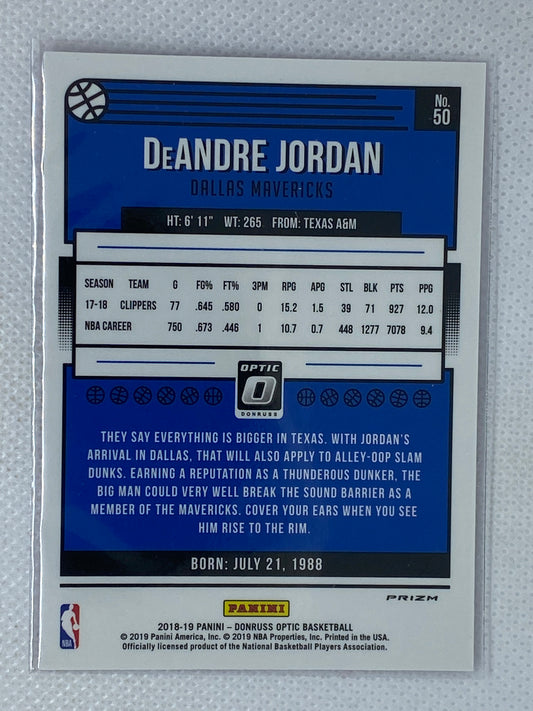 No.
50
DeANDRE JORDAN
DALLAS MAVERICKS
HT: 6' 11" WT: 265 FROM: TEXAS A&M
SEASON TEAM G FG% FT% 3PM RPG APG STL BLK PTS PPG
17-18 CLIPPERS 77 .645 .580 0 15.2 1.5 39 71 927 12.0
NBA CAREER 750 .673 .446 1 10.7 0.7 448 1277 7078 9.4
OPTIC
DONRUSS
THEY SAY EVERYTHING IS BIGGER IN TEXAS. WITH JORDAN'S
ARRIVAL IN DALLAS, THAT WILL ALSO APPLY TO ALLEY-OOP SLAM
DUNKS. EARNING A REPUTATION AS A THUNDEROUS DUNKER, THE
BIG MAN COULD VERY WELL BREAK THE SOUND BARRIER AS A
MEMBER OF THE MAVERICKS. COVER YOUR EARS WHEN YOU SEE
HIM RISE TO THE RIM.
BORN: JULY 21, 1988
PRIZM
PANINI
NBA
2018-19 PANINI – DONRUSS OPTIC BASKETBALL
© 2019 Panini America, Inc. © 2019 NBA Properties, Inc. Printed in the USA.
Officially licensed product of the National Basketball Players Association.